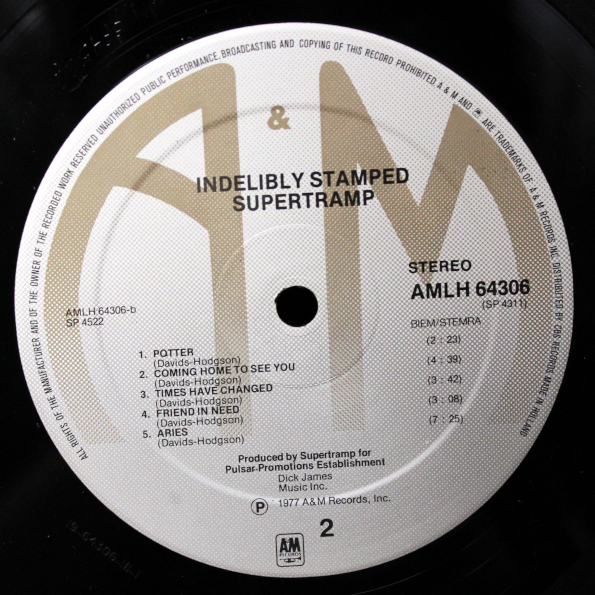 ALL RIGHTS OF THE MANUFACTURER AND OF THE OWNER OF THE RECORDED WORK RESERVED UNAUTHORIZED PUBLIC PERFORMANCE, BROADCASTING AND COPYING OF THIS RECORD PROHIBITED A & M AND ARE TRADEMARKS OF A & M RECORDS INC. DISTRIBUTED BY CBS RECORDS MADE IN HOLLAND
A & M
INDELIBLY STAMPED
SUPERTRAMP
STEREO
AMLH 64306
(SP 4311)
AMLH 64306-b
SP 4522
BIEM/STEMRA
1. POTTER (2 : 23)
(Davids-Hodgson)
2. COMING HOME TO SEE YOU (4 : 39)
(Davids-Hodgson)
3. TIMES HAVE CHANGED (3 : 42)
(Davids-Hodgson)
4. FRIEND IN NEED (3 : 08)
(Davids-Hodgson)
5. ARIES (7 : 25)
(Davids-Hodgson)
Produced by Supertramp for
Pulsar-Promotions Establishment
Dick James
Music Inc.
Ⓟ 1977 A&M Records, Inc.
2
AM
RECORDS